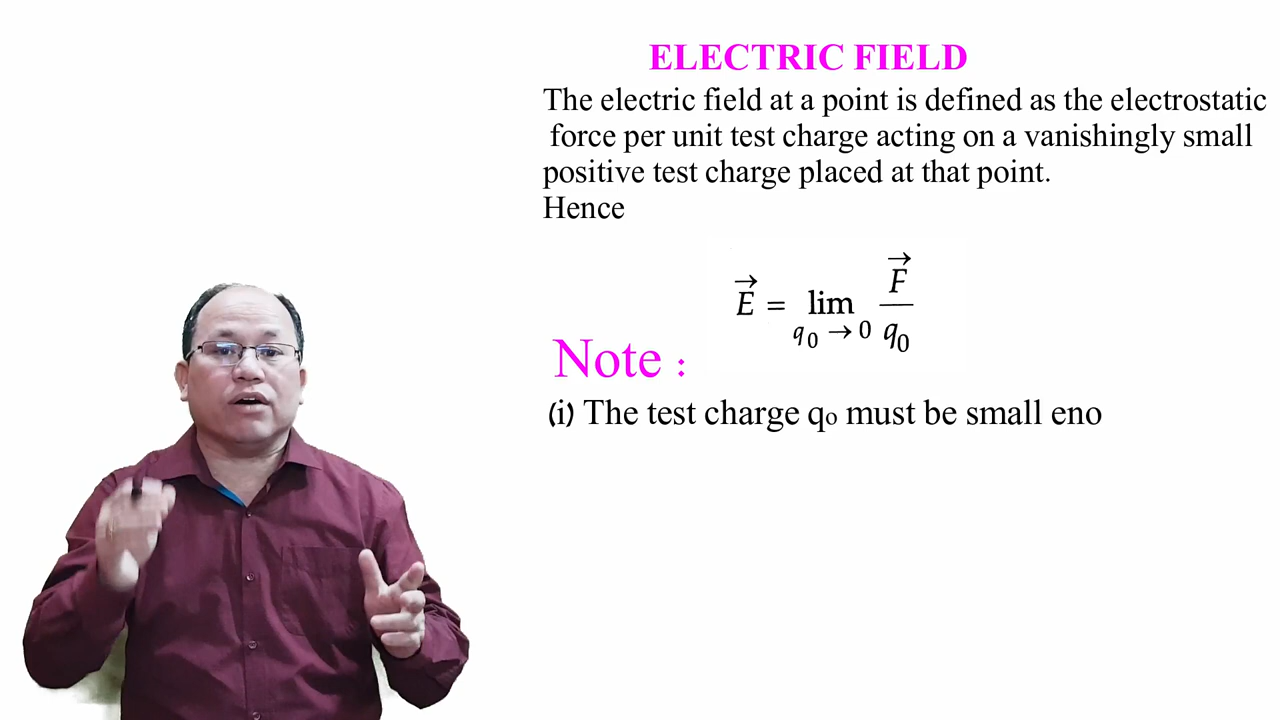 ELECTRIC FIELD
The electric field at a point is defined as the electrostatic
force per unit test charge acting on a vanishingly small
positive test charge placed at that point.
Hence
E⃗ = lim q₀ → 0 F⃗ / q₀
Note :
(i) The test charge q₀ must be small eno